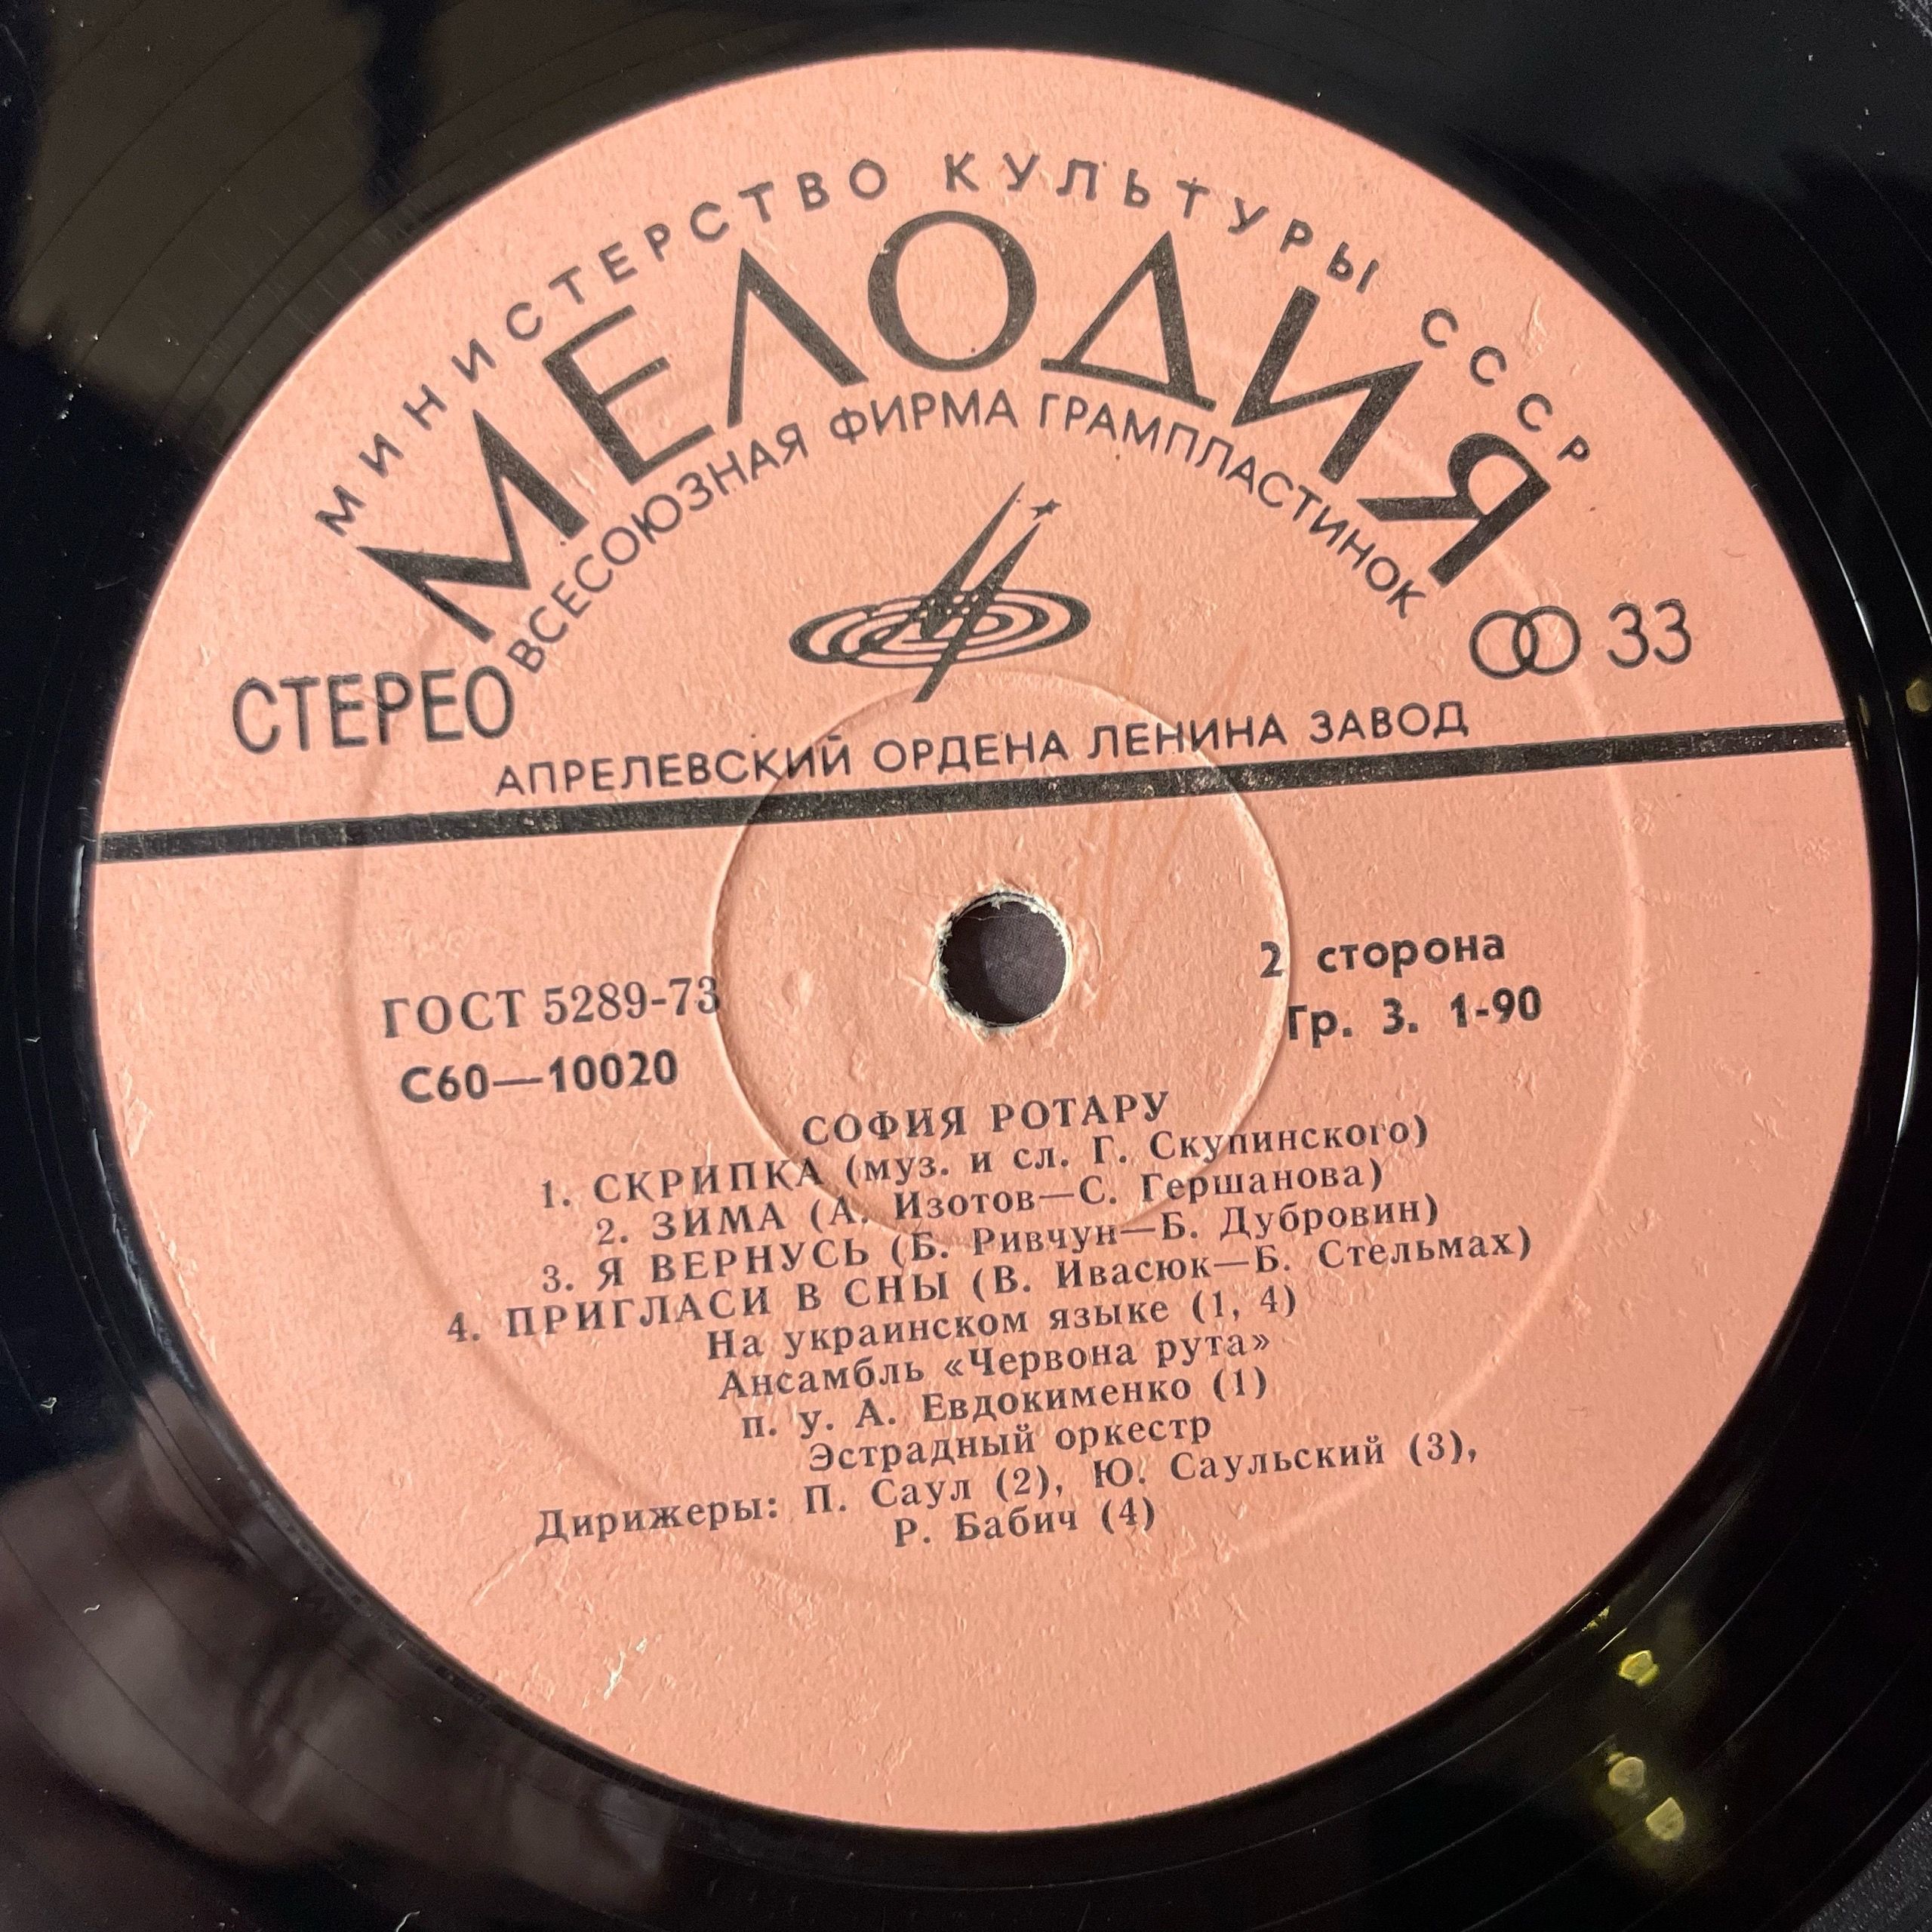 МИНИСТЕРСТВО КУЛЬТУРЫ СССР
МЕЛОДИЯ
ВСЕСОЮЗНАЯ ФИРМА ГРАМПЛАСТИНОК
СТЕРЕО
33
АПРЕЛЕВСКИЙ ОРДЕНА ЛЕНИНА ЗАВОД
ГОСТ 5289-73
С60—10020
2 сторона
Гр. 3. 1-90
СОФИЯ РОТАРУ
1. СКРИПКА (муз. и сл. Г. Скупинского)
2. ЗИМА (А. Изотов—С. Гершанова)
3. Я ВЕРНУСЬ (Б. Ривчун—Б. Дубровин)
4. ПРИГЛАСИ В СНЫ (В. Ивасюк—Б. Стельмах)
На украинском языке (1, 4)
Ансамбль «Червона рута»
п. у. А. Евдокименко (1)
Эстрадный оркестр
Дирижеры: П. Саул (2), Ю. Саульский (3),
Р. Бабич (4)